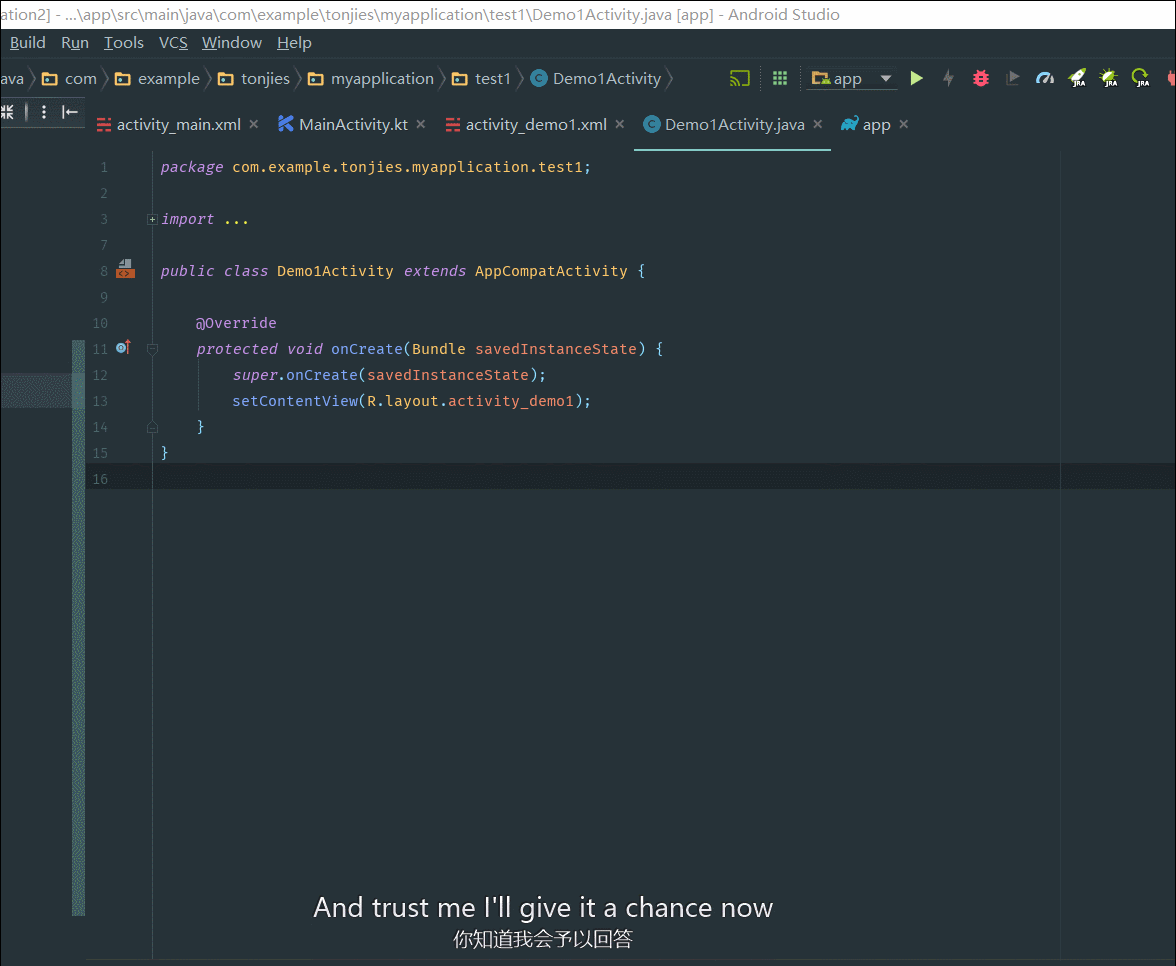 ation2] - ...\app\src\main\java\com\example\tonjies\myapplication\test1\Demo1Activity.java [app] - Android Studio
Build Run Tools VCS Window Help
ava com example tonjies myapplication test1 C Demo1Activity app JRA JRA JRA
activity_main.xml × MainActivity.kt × activity_demo1.xml × C Demo1Activity.java × app ×
1 package com.example.tonjies.myapplication.test1;
2
3 import ...
7
8 public class Demo1Activity extends AppCompatActivity {
9
10 @Override
11 protected void onCreate(Bundle savedInstanceState) {
12 super.onCreate(savedInstanceState);
13 setContentView(R.layout.activity_demo1);
14 }
15 }
16
And trust me I'll give it a chance now
你知道我会予以回答